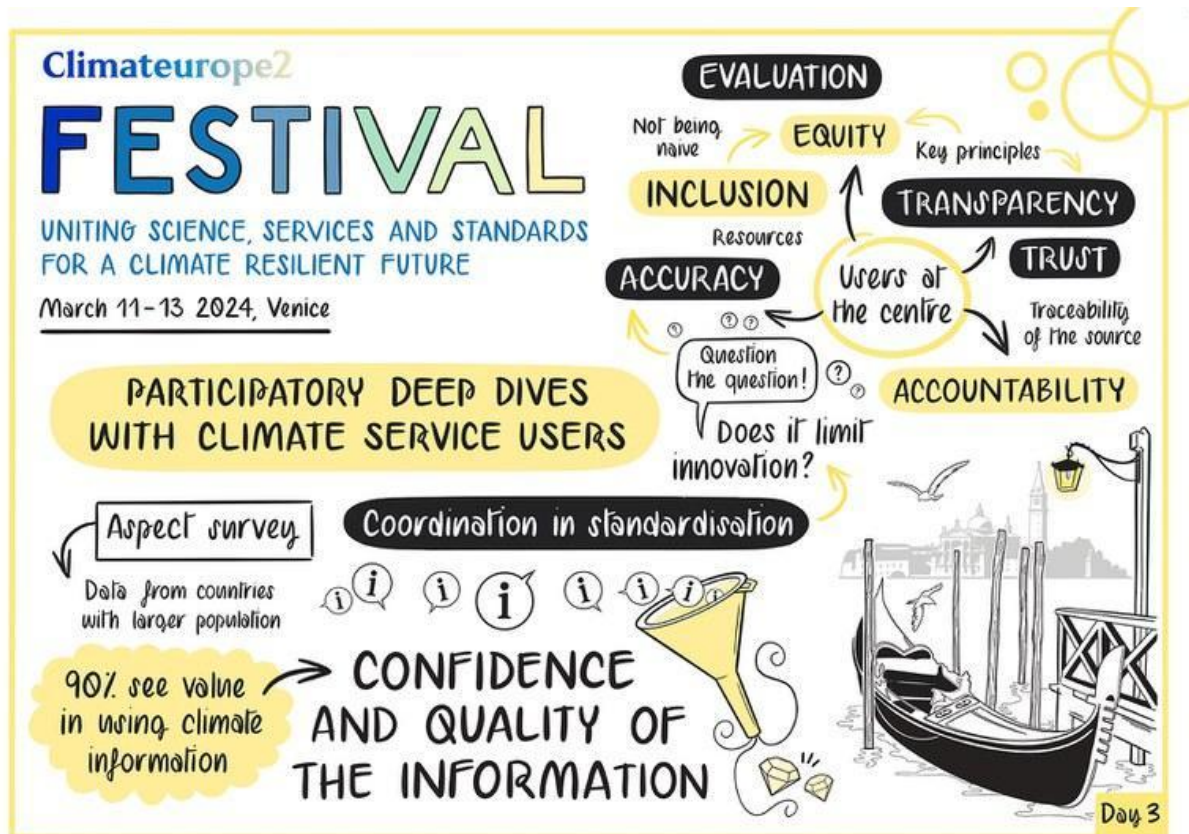 Climateurope2
FESTIVAL
UNITING SCIENCE, SERVICES AND STANDARDS
FOR A CLIMATE RESILIENT FUTURE
March 11-13 2024, Venice
EVALUATION
Not being
naive
EQUITY
Key principles
INCLUSION
TRANSPARENCY
Resources
TRUST
ACCURACY
Users at
the centre
Traceability
of the source
Question
the question!
ACCOUNTABILITY
Does it limit
innovation?
PARTICIPATORY DEEP DIVES
WITH CLIMATE SERVICE USERS
Aspect survey
Coordination in standardisation
Data from countries
with larger population
i i i i i i i i
90% see value
in using climate
information
CONFIDENCE
AND QUALITY OF
THE INFORMATION
Day 3